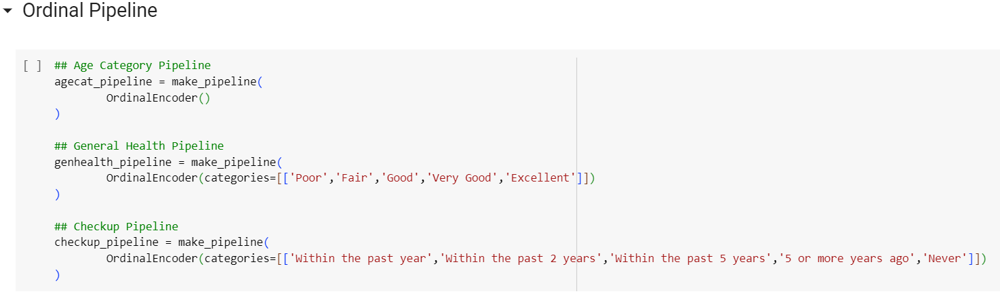 Ordinal Pipeline
[ ] ## Age Category Pipeline
agecat_pipeline = make_pipeline(
        OrdinalEncoder()
)
## General Health Pipeline
genhealth_pipeline = make_pipeline(
        OrdinalEncoder(categories=[['Poor','Fair','Good','Very Good','Excellent']])
)
## Checkup Pipeline
checkup_pipeline = make_pipeline(
        OrdinalEncoder(categories=[['Within the past year','Within the past 2 years','Within the past 5 years','5 or more years ago','Never']])
)